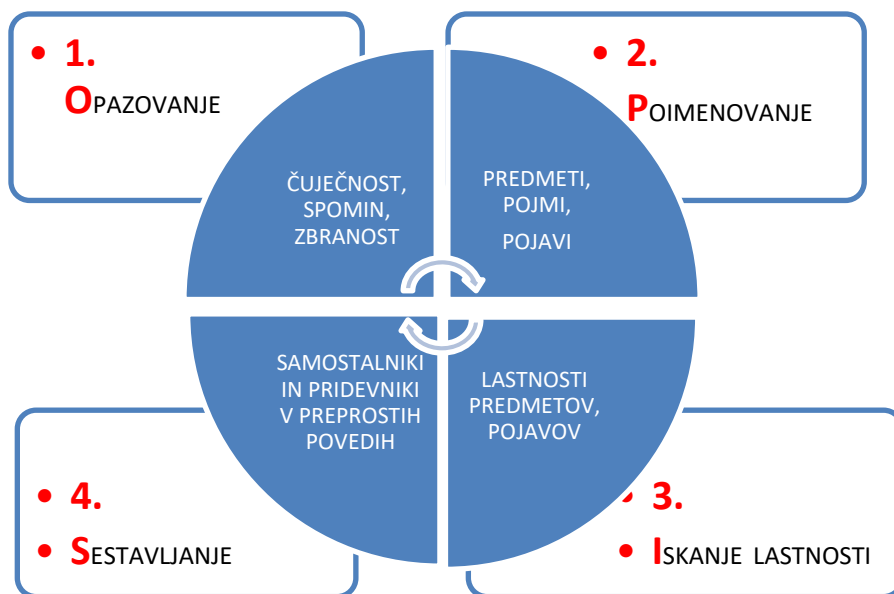 • 1.
OPAZOVANJE
ČUJEČNOST,
SPOMIN,
ZBRANOST
• 2.
POIMENOVANJE
PREDMETI,
POJMI,
POJAVI
• 3.
• ISKANJE LASTNOSTI
LASTNOSTI
PREDMETOV,
POJAVOV
• 4.
• SESTAVLJANJE
SAMOSTALNIKI
IN PRIDEVNIKI
V PREPROSTIH
POVEDIH